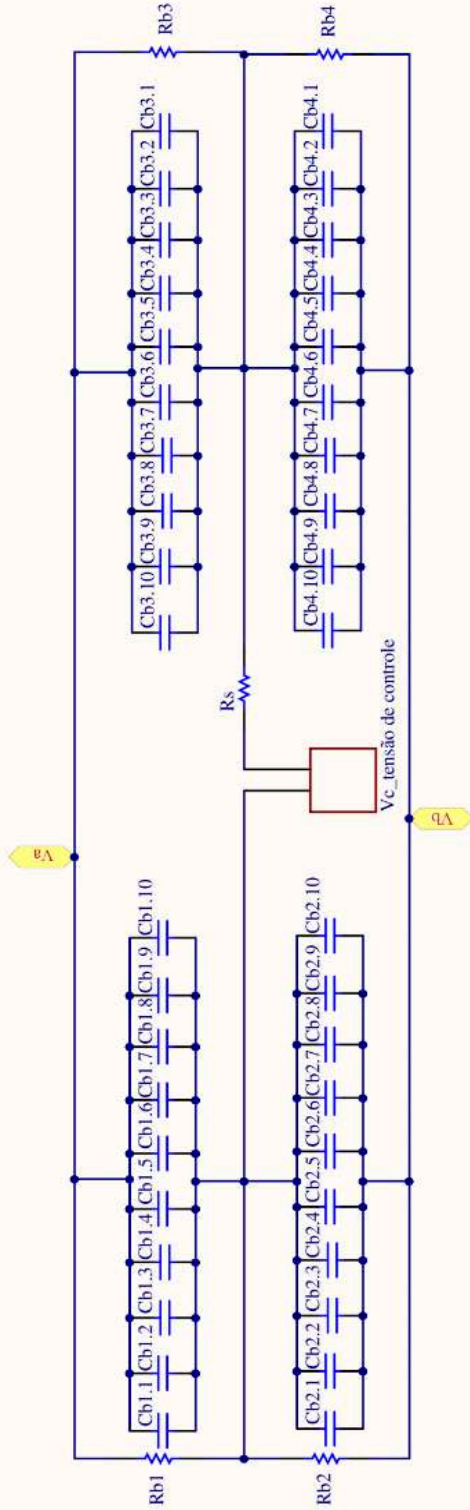 Va
Rb1
Cb1.1
Cb1.2
Cb1.3
Cb1.4
Cb1.5
Cb1.6
Cb1.7
Cb1.8
Cb1.9
Cb1.10
Cb3.10
Cb3.9
Cb3.8
Cb3.7
Cb3.6
Cb3.5
Cb3.4
Cb3.3
Cb3.2
Cb3.1
Rb3
Rs
Rb2
Cb2.1
Cb2.2
Cb2.3
Cb2.4
Cb2.5
Cb2.6
Cb2.7
Cb2.8
Cb2.9
Cb2.10
Cb4.10
Cb4.9
Cb4.8
Cb4.7
Cb4.6
Cb4.5
Cb4.4
Cb4.3
Cb4.2
Cb4.1
Rb4
Vc_tensão de controle
Vb